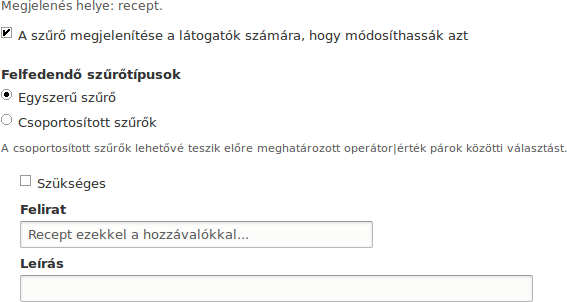 Megjelenés helye: recept.
A szűrő megjelenítése a látogatók számára, hogy módosíthassák azt
Felfedendő szűrőtípusok
Egyszerű szűrő
Csoportosított szűrők
A csoportosított szűrők lehetővé teszik előre meghatározott operátor|érték párok közötti választást.
Szükséges
Felirat
Recept ezekkel a hozzávalókkal...
Leírás